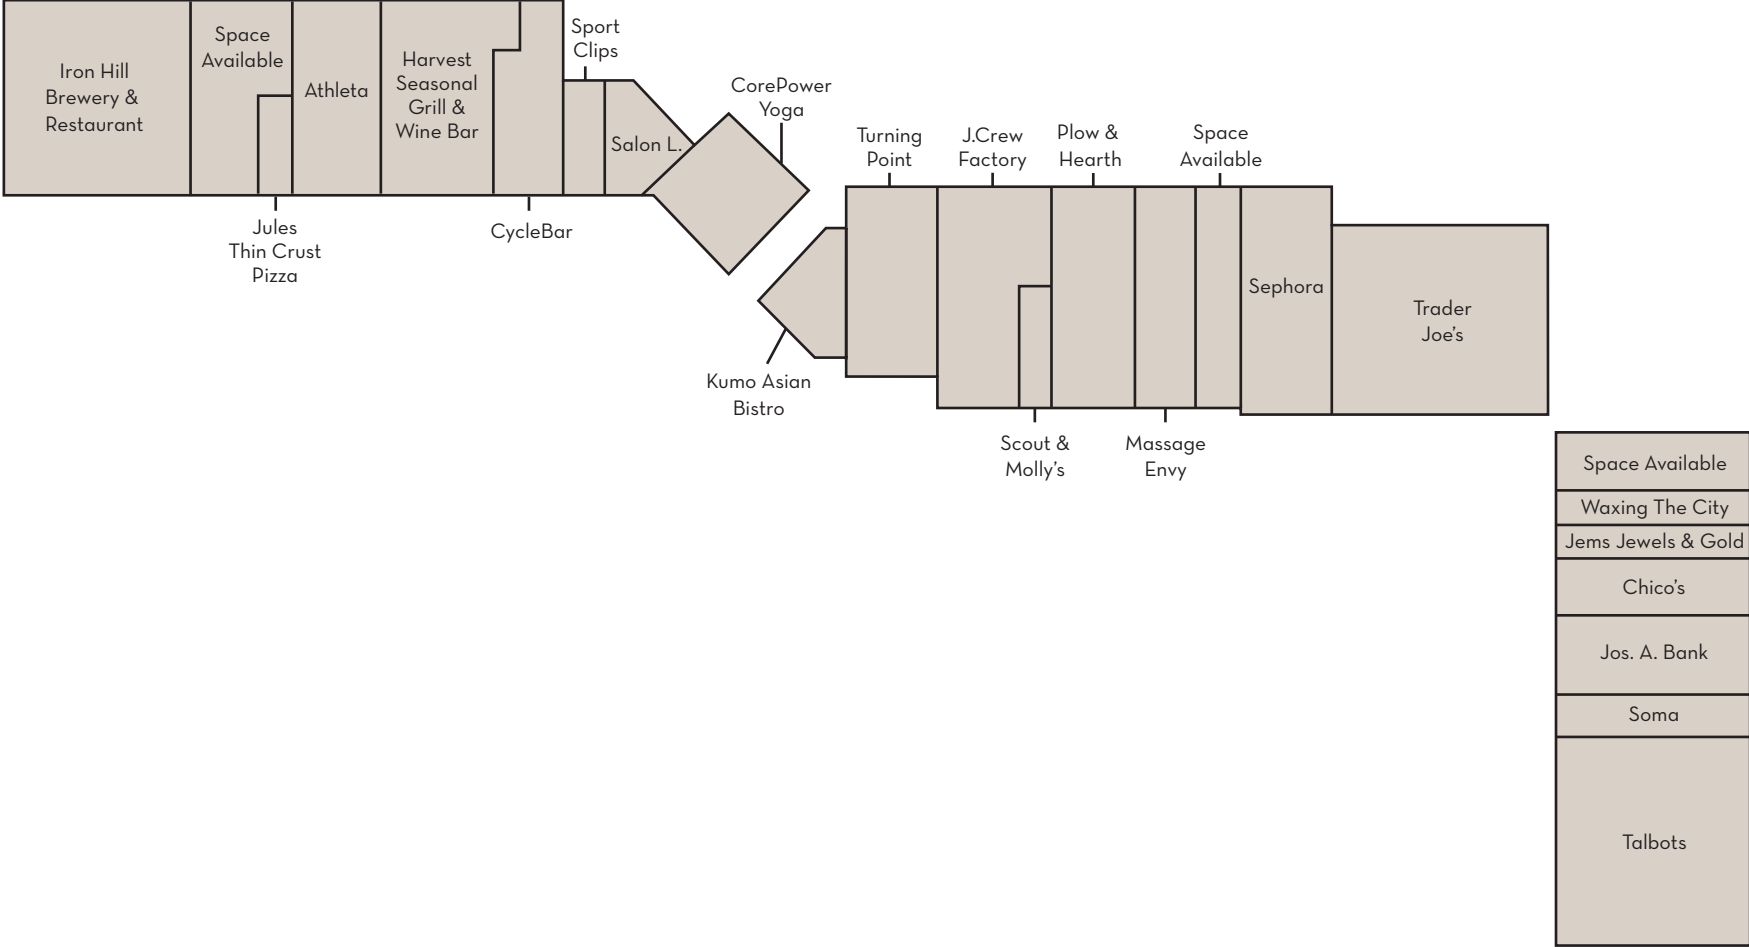 Iron Hill
Brewery &
Restaurant
Space
Available
Jules
Thin Crust
Pizza
Athleta
Harvest
Seasonal
Grill &
Wine Bar
CycleBar
Sport
Clips
Salon L.
CorePower
Yoga
Kumo Asian
Bistro
Turning
Point
J.Crew
Factory
Scout &
Molly's
Plow &
Hearth
Massage
Envy
Space
Available
Sephora
Trader
Joe's
Space Available
Waxing The City
Jems Jewels & Gold
Chico's
Jos. A. Bank
Soma
Talbots